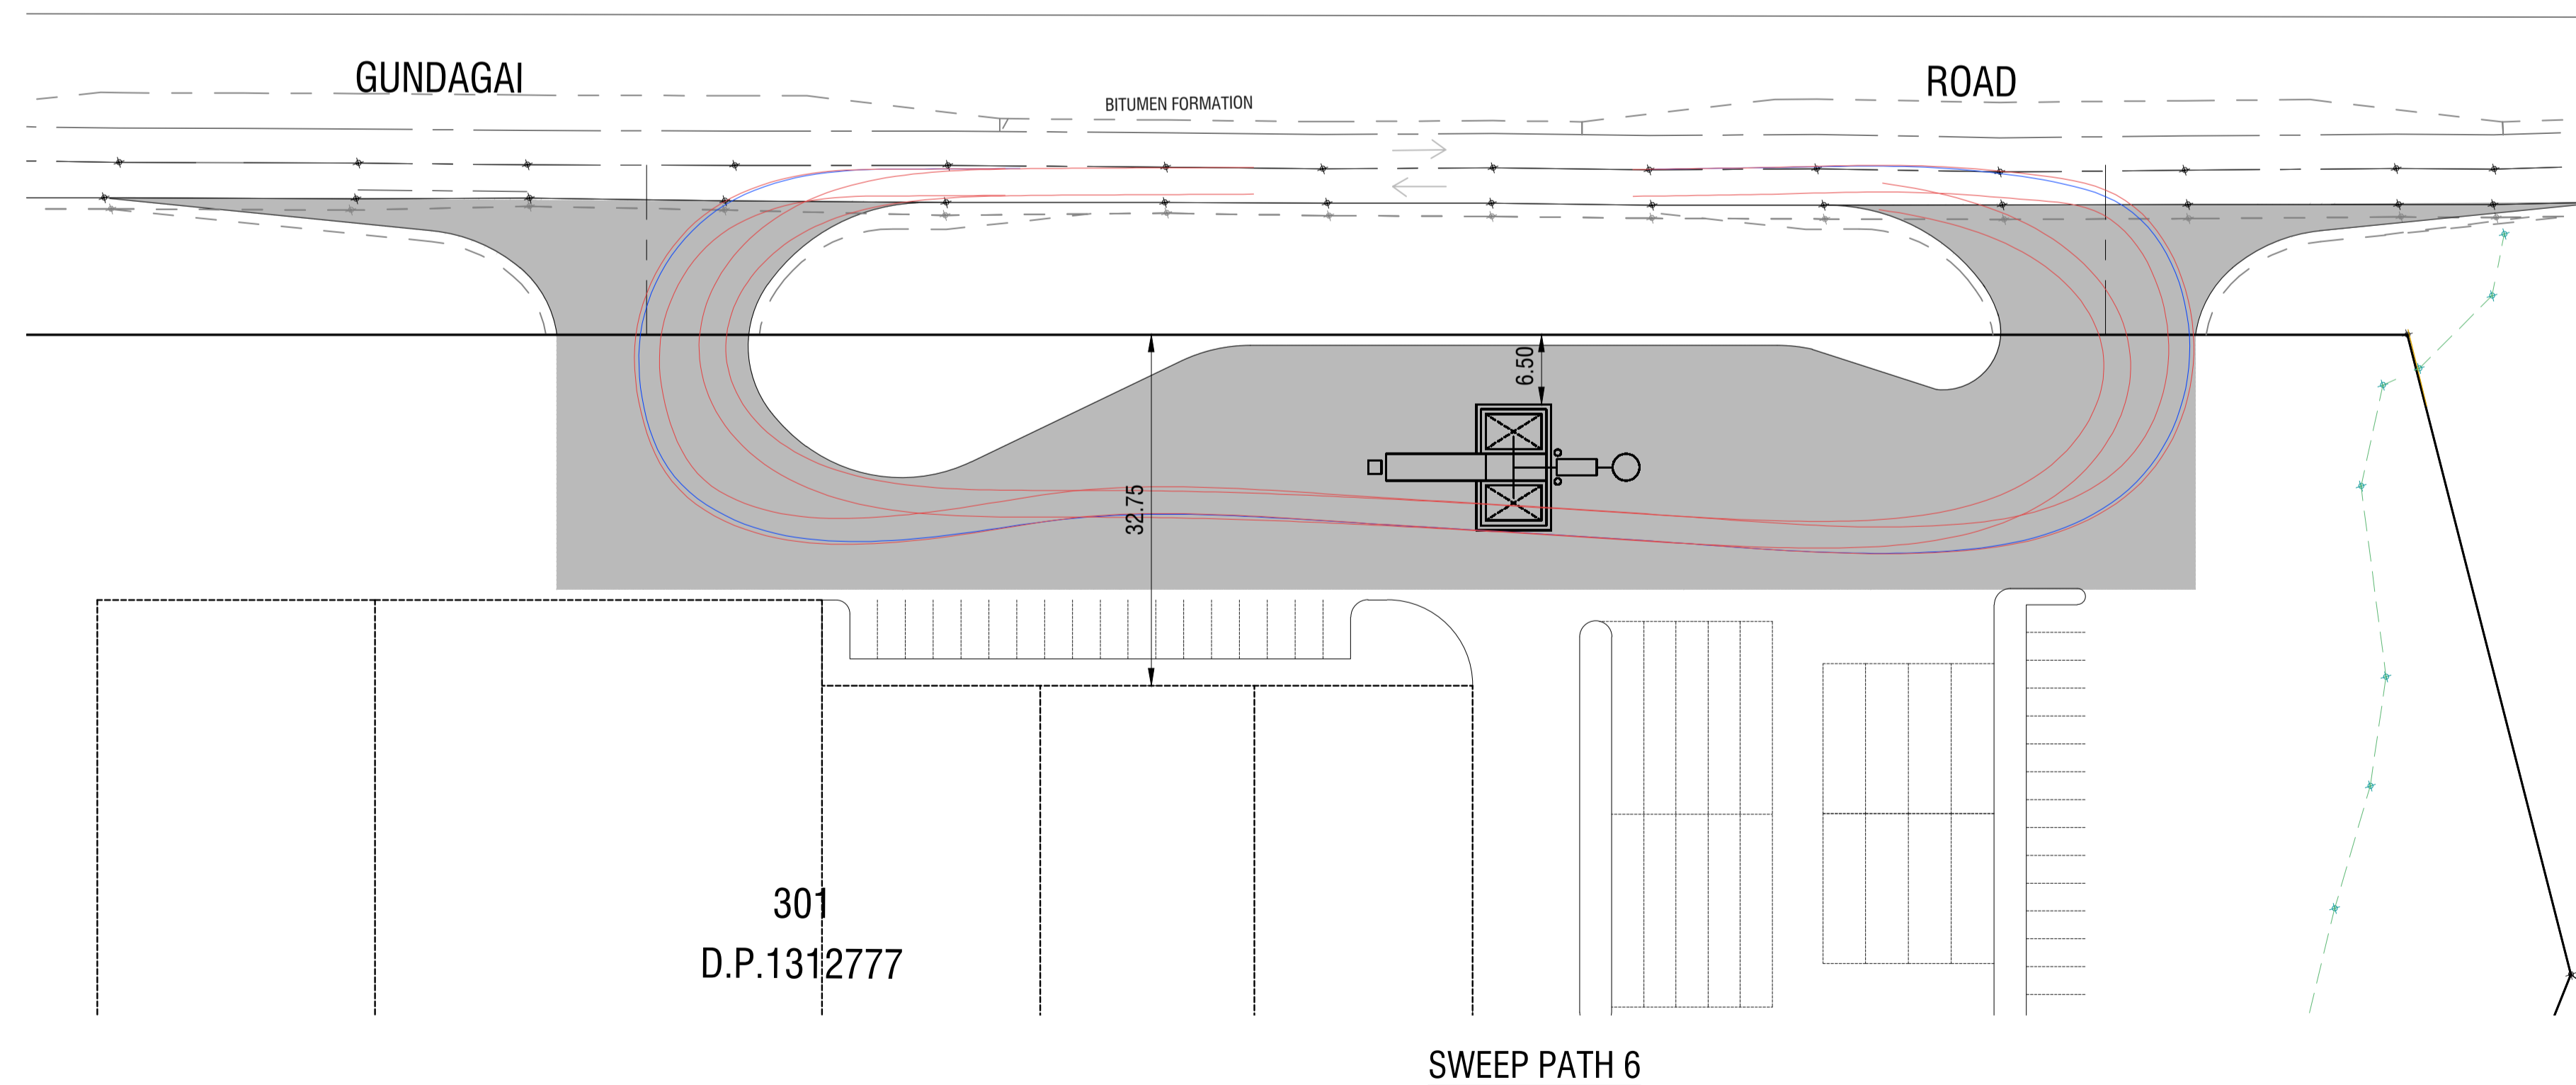 GUNDAGAI
ROAD
BITUMEN FORMATION
6.50
32.75
301
D.P.1312777
SWEEP PATH 6